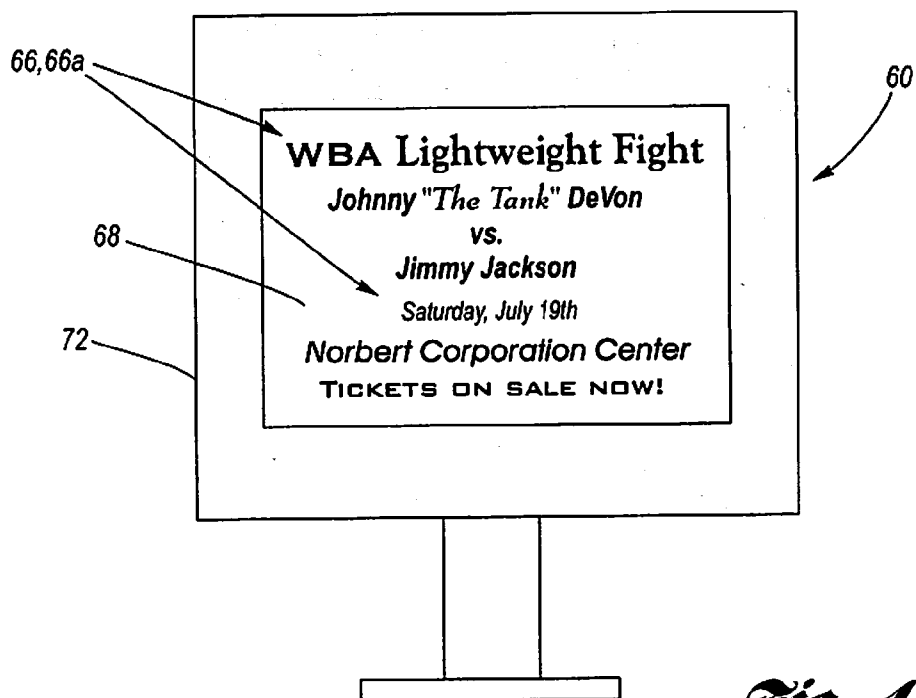 66,66a
60
WBA Lightweight Fight
Johnny "The Tank" DeVon
vs.
68
Jimmy Jackson
Saturday, July 19th
72
Norbert Corporation Center
TICKETS ON SALE NOW!